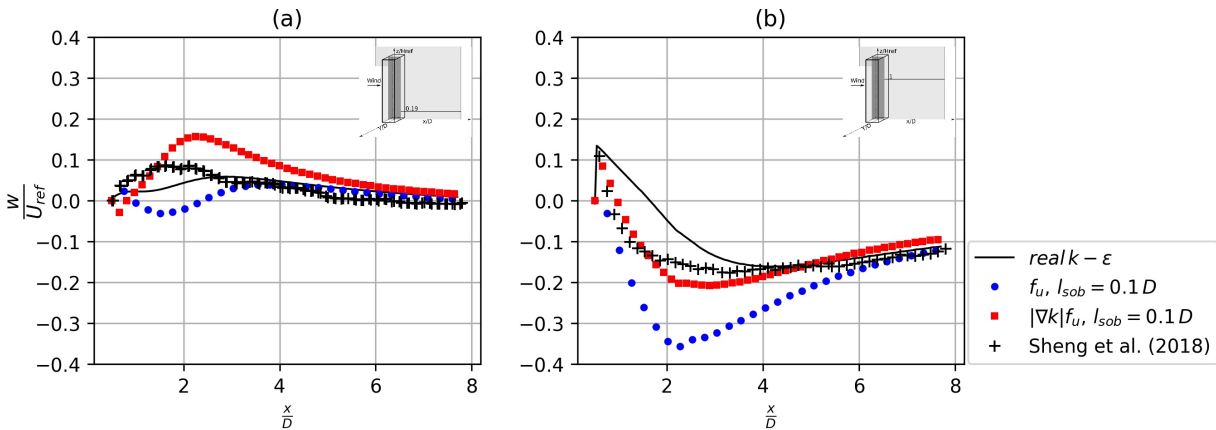 (a)
0.4
0.3
0.2
0.1
0.0
−0.1
−0.2
−0.3
−0.4
2
4
6
8
w
U_ref
x
D
z/Href
Wind
0.19
Y/D
x/D
(b)
0.4
0.3
0.2
0.1
0.0
−0.1
−0.2
−0.3
−0.4
2
4
6
8
x
D
z/Href
Wind
1
Y/D
x/D
real k − ε
f_u, l_sob = 0.1 D
|∇k|f_u, l_sob = 0.1 D
Sheng et al. (2018)